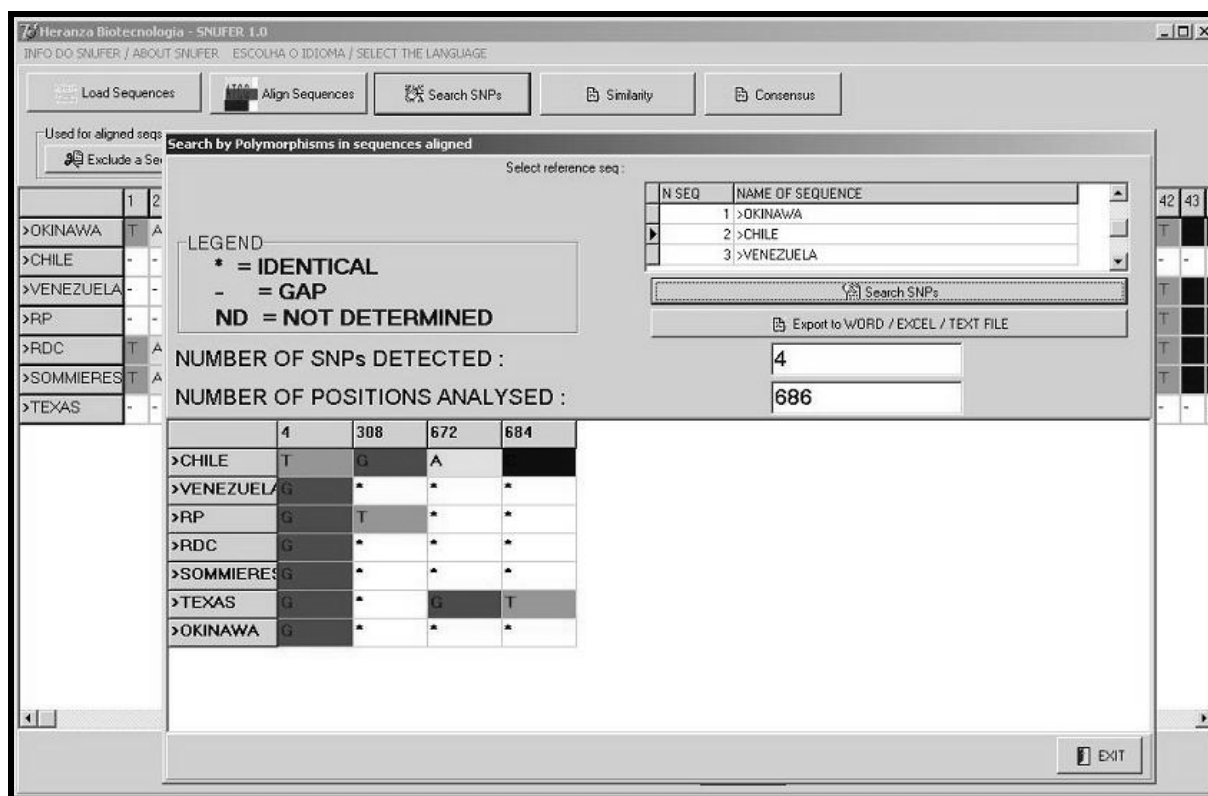 Heranza Biotecnologia - SNUFER 1.0
INFO DO SNUFER / ABOUT SNUFER ESCOLHA O IDIOMA / SELECT THE LANGUAGE
Load Sequences Align Sequences Search SNPs Similarity Consensus
Used for aligned seqs
Exclude a Se
Search by Polymorphisms in sequences aligned
Select reference seq :
N SEQ NAME OF SEQUENCE
1 >OKINAWA
2 >CHILE
3 >VENEZUELA
Search SNPs
Export to WORD / EXCEL / TEXT FILE
LEGEND
* = IDENTICAL
- = GAP
ND = NOT DETERMINED
NUMBER OF SNPs DETECTED : 4
NUMBER OF POSITIONS ANALYSED : 686
4 308 672 684
>CHILE T G A
>VENEZUELA G * * *
>RP G T * *
>RDC G * * *
>SOMMIERES G * * *
>TEXAS G * G T
>OKINAWA G * * *
EXIT
1 2 42 43
>OKINAWA T A T
>CHILE - - - -
>VENEZUELA - - T
>RP - - T
>RDC T A T
>SOMMIERES T A T
>TEXAS - - - -